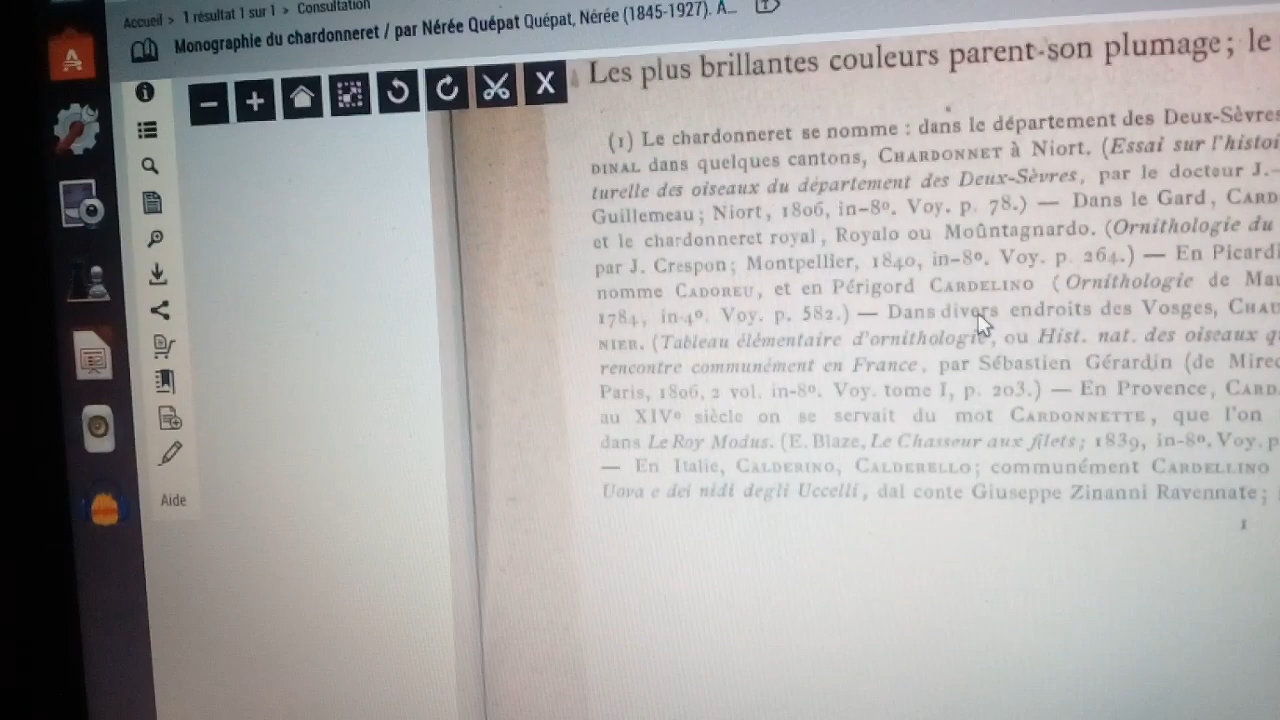 Accueil > 1 résultat 1 sur 1 > Consultation
Monographie du chardonneret / par Nérée Quépat Quépat, Nérée (1845-1927). A...
Les plus brillantes couleurs parent-son plumage; le
(1) Le chardonneret se nomme : dans le département des Deux-Sèvres
DINAL dans quelques cantons, CHARDONNET à Niort. (Essai sur l'histoi
turelle des oiseaux du département des Deux-Sèvres, par le docteur J.-
Guillemeau; Niort, 1806, in-8º. Voy. p. 78.) — Dans le Gard, CARD
et le chardonneret royal, Royalo ou Moûntagnardo. (Ornithologie du
par J. Crespon; Montpellier, 1840, in-8º. Voy. p. 264.) — En Picardi
nomme CADOREU, et en Périgord CARDELINO (Ornithologie de Mau
1784, in-4º. Voy. p. 582.) — Dans divers endroits des Vosges, CHAU
NIER. (Tableau élémentaire d'ornithologie, ou Hist. nat. des oiseaux q
rencontre communément en France, par Sébastien Gérardin (de Mirec
Paris, 1806, 2 vol. in-8º. Voy. tome I, p. 203.) — En Provence, CARD
au XIVe siècle on se servait du mot CARDONNETTE, que l'on
dans Le Roy Modus. (E. Blaze, Le Chasseur aux filets; 1839, in-8º. Voy. p
— En Italie, CALDERINO, CALDERELLO; communément CARDELLINO
Uova e dei nidi degli Uccelli, dal conte Giuseppe Zinanni Ravennate;
1
Aide